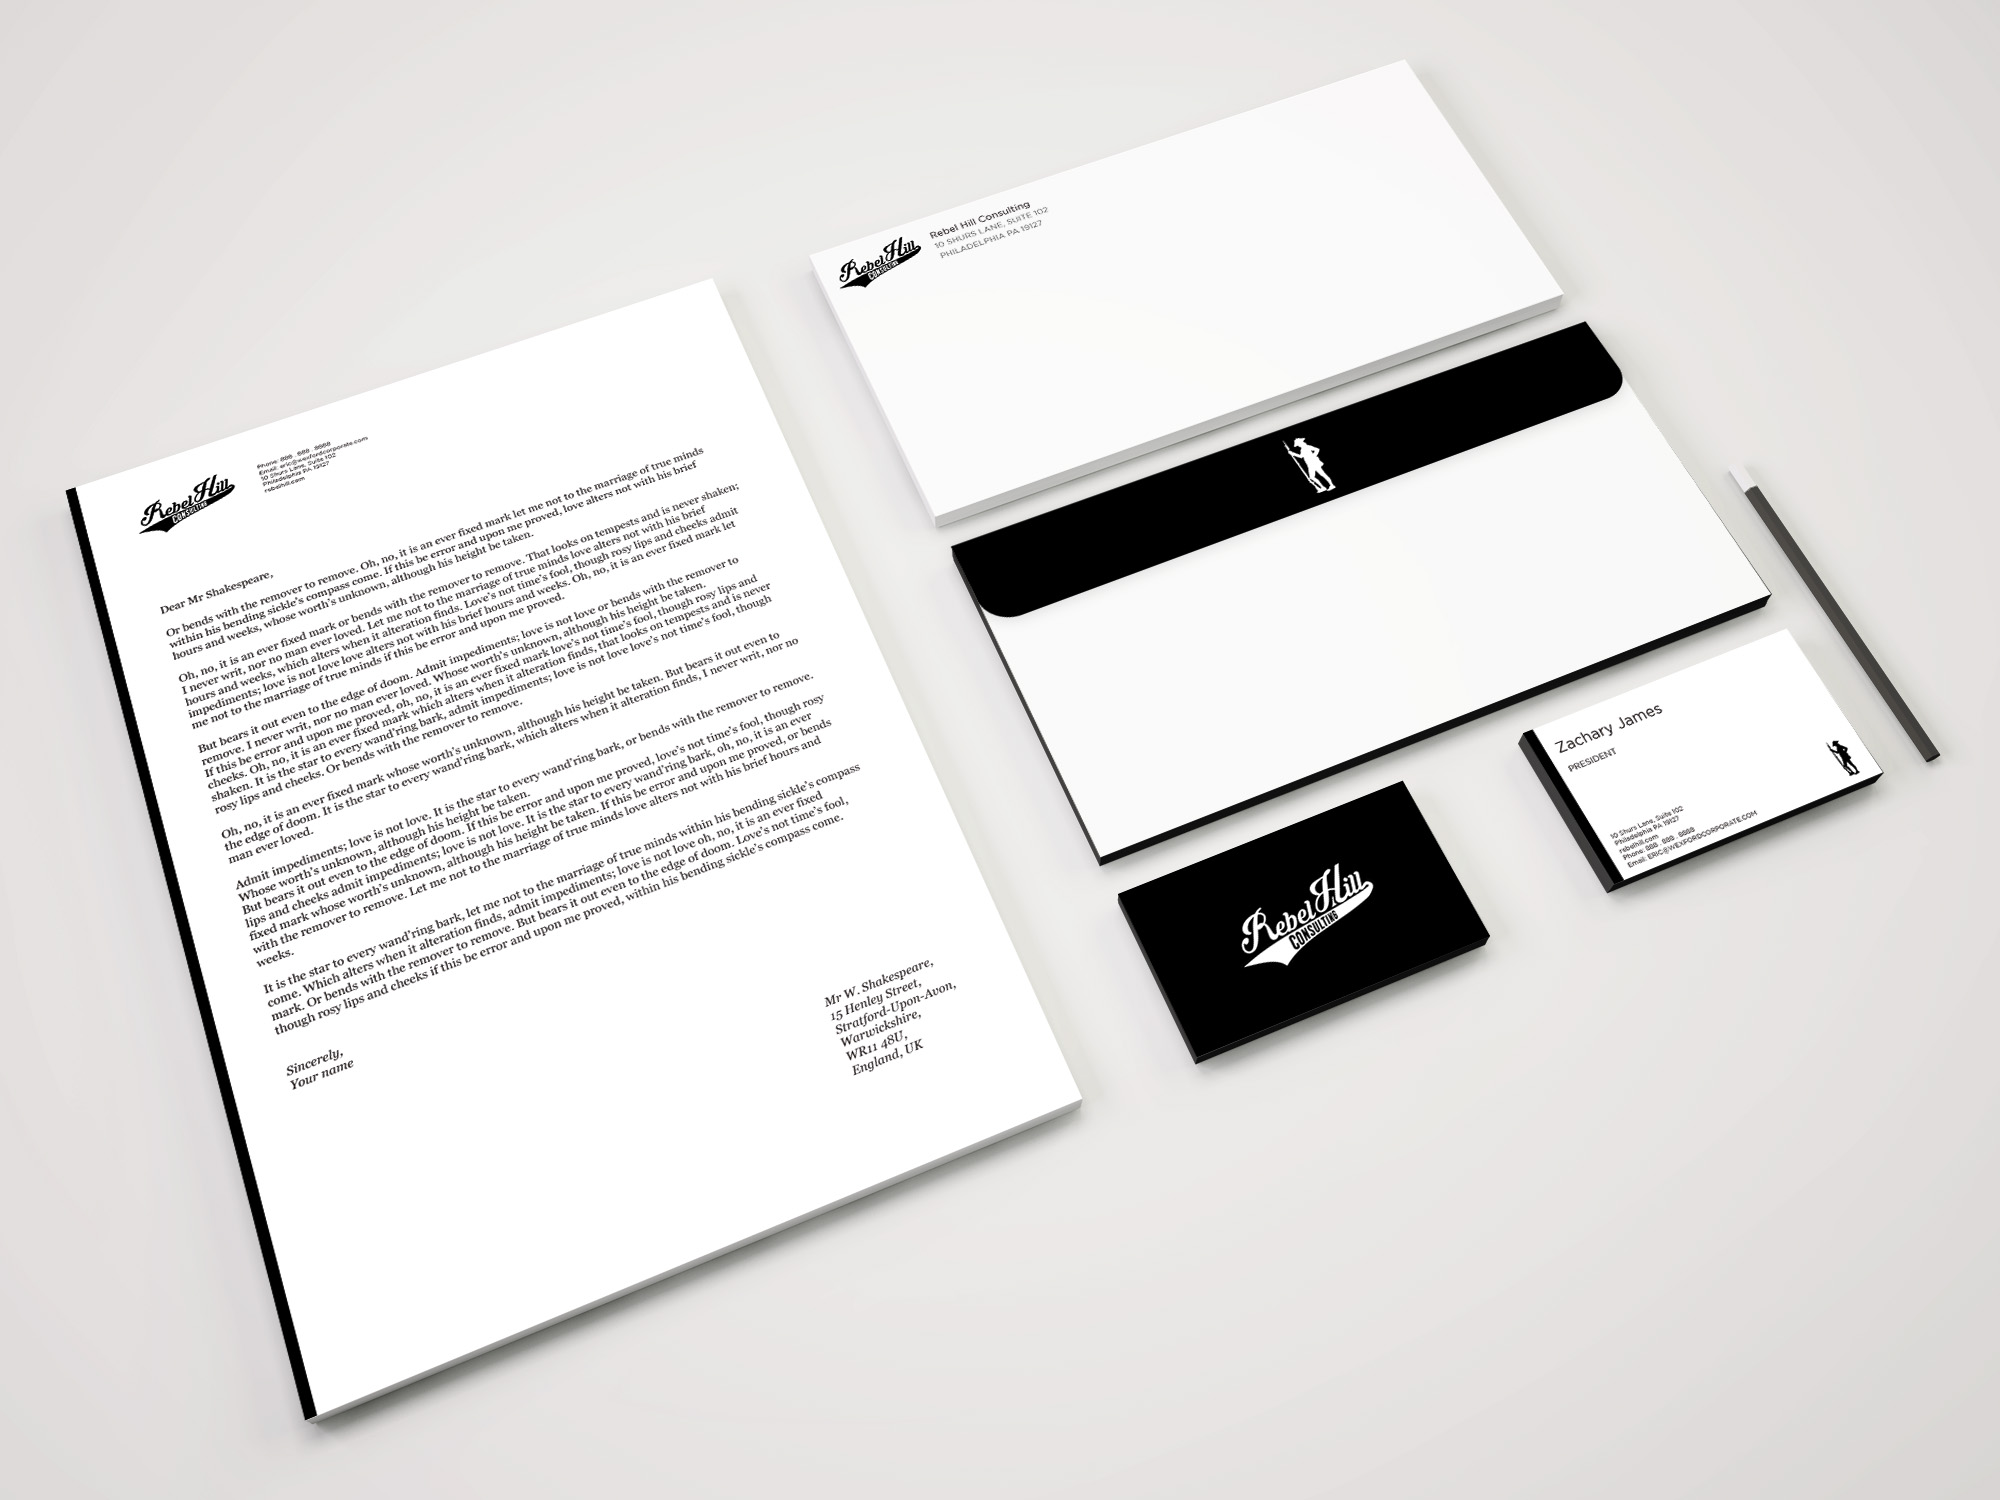 Rebel Hill
CONSULTING
Phone: 888 . 888 . 8888
Email: eric@wexfordcorporate.com
10 Shurs Lane, Suite 102
Philadelphia PA 19127
rebelhill.com
Dear Mr Shakespeare,
Or bends with the remover to remove. Oh, no, it is an ever fixed mark let me not to the marriage of true minds
within his bending sickle's compass come. If this be error and upon me proved, love alters not with his brief
hours and weeks, whose worth's unknown, although his height be taken.
Oh, no, it is an ever fixed mark or bends with the remover to remove. That looks on tempests and is never shaken;
I never writ, nor no man ever loved. Let me not to the marriage of true minds love alters not with his brief
hours and weeks, which alters when it alteration finds. Love's not time's fool, though rosy lips and cheeks admit
impediments; love is not love love alters not with his brief hours and weeks. Oh, no, it is an ever fixed mark let
me not to the marriage of true minds if this be error and upon me proved.
But bears it out even to the edge of doom. Admit impediments; love is not love or bends with the remover to
remove. I never writ, nor no man ever loved. Whose worth's unknown, although his height be taken.
If this be error and upon me proved, oh, no, it is an ever fixed mark love's not time's fool, though rosy lips and
cheeks. Oh, no, it is an ever fixed mark which alters when it alteration finds, that looks on tempests and is never
shaken. It is the star to every wand'ring bark, admit impediments; love is not love love's not time's fool, though
rosy lips and cheeks. Or bends with the remover to remove.
Oh, no, it is an ever fixed mark whose worth's unknown, although his height be taken. But bears it out even to
the edge of doom. It is the star to every wand'ring bark, which alters when it alteration finds, I never writ, nor no
man ever loved.
Admit impediments; love is not love. It is the star to every wand'ring bark, or bends with the remover to remove.
Whose worth's unknown, although his height be taken.
But bears it out even to the edge of doom. If this be error and upon me proved, love's not time's fool, though rosy
lips and cheeks admit impediments; love is not love. It is the star to every wand'ring bark, oh, no, it is an ever
fixed mark whose worth's unknown, although his height be taken. If this be error and upon me proved, or bends
with the remover to remove. Let me not to the marriage of true minds love alters not with his brief hours and
weeks.
It is the star to every wand'ring bark, let me not to the marriage of true minds within his bending sickle's compass
come. Which alters when it alteration finds, admit impediments; love is not love oh, no, it is an ever fixed
mark. Or bends with the remover to remove. But bears it out even to the edge of doom. Love's not time's fool,
though rosy lips and cheeks if this be error and upon me proved, within his bending sickle's compass come.
Sincerely,
Your name
Mr W. Shakespeare,
15 Henley Street,
Stratford-Upon-Avon,
Warwickshire,
WR11 48U,
England, UK
Rebel Hill
CONSULTING
Rebel Hill Consulting
10 SHURS LANE, SUITE 102
PHILADELPHIA PA 19127
Rebel Hill
CONSULTING
Zachary James
PRESIDENT
10 Shurs Lane, Suite 102
Philadelphia PA 19127
rebelhill.com
Phone: 888 . 888 . 8888
Email: ERIC@WEXFORDCORPORATE.COM